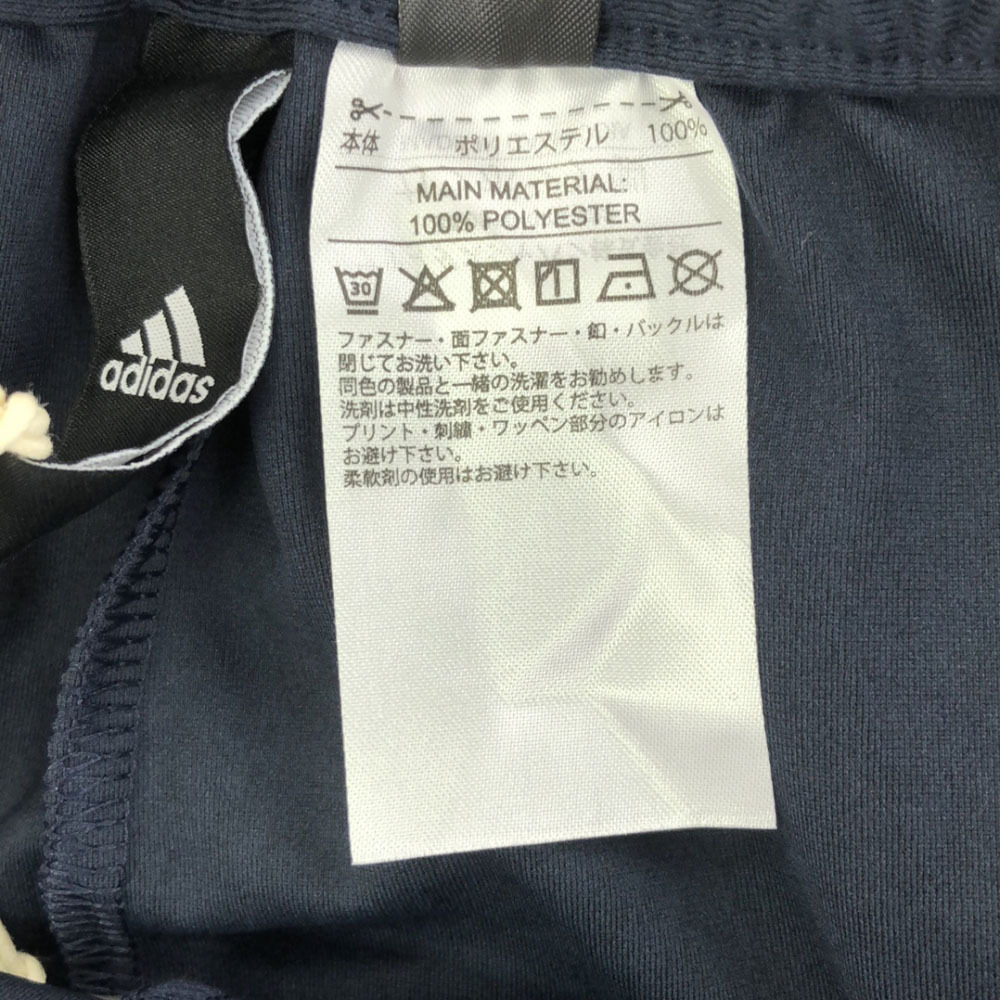 本体 ポリエステル 100%
MAIN MATERIAL:
100% POLYESTER
30
ファスナー・面ファスナー・釦・バックルは
閉じてお洗い下さい。
同色の製品と一緒の洗濯をお勧めします。
洗剤は中性洗剤をご使用ください。
プリント・刺繍・ワッペン部分のアイロンは
お避け下さい。
柔軟剤の使用はお避け下さい。
adidas